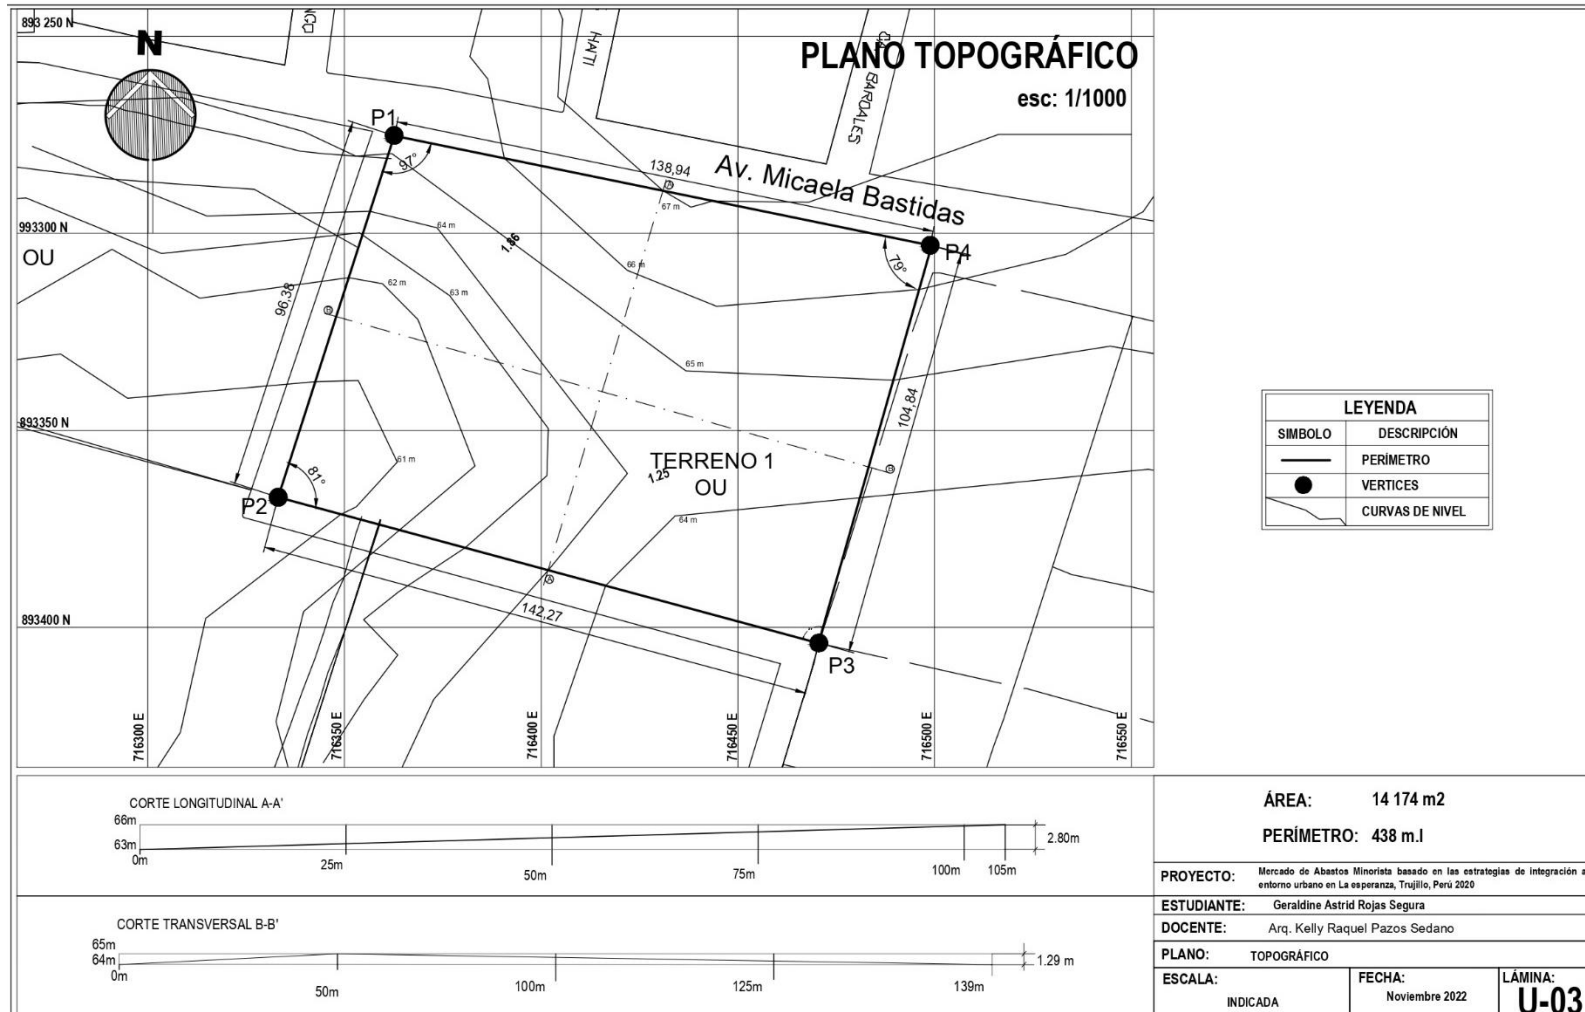 893 250 N
N
NGO
HAITI
CA. BARDALES
PLANO TOPOGRÁFICO
esc: 1/1000
P1
97°
138,94
Av. Micaela Bastidas
67 m
64 m
1.86
993300 N
OU
66 m
79°
P4
62 m
63 m
96,38
B
65 m
104,84
893350 N
TERRENO 1
1.25
OU
61 m
81°
P2
64 m
B
A
142,27
893400 N
P3
716300 E
716350 E
716400 E
716450 E
716500 E
716550 E
LEYENDA
SIMBOLO DESCRIPCIÓN
PERÍMETRO
VERTICES
CURVAS DE NIVEL
CORTE LONGITUDINAL A-A'
66m
63m
0m 25m 50m 75m 100m 105m
2.80m
CORTE TRANSVERSAL B-B'
65m
64m
0m 50m 100m 125m 139m
1.29 m
ÁREA: 14 174 m2
PERÍMETRO: 438 m.l
PROYECTO: Mercado de Abastos Minorista basado en las estrategias de integración a
entorno urbano en La esperanza, Trujillo, Perú 2020
ESTUDIANTE: Geraldine Astrid Rojas Segura
DOCENTE: Arq. Kelly Raquel Pazos Sedano
PLANO: TOPOGRÁFICO
ESCALA: INDICADA
FECHA: Noviembre 2022
LÁMINA: U-03